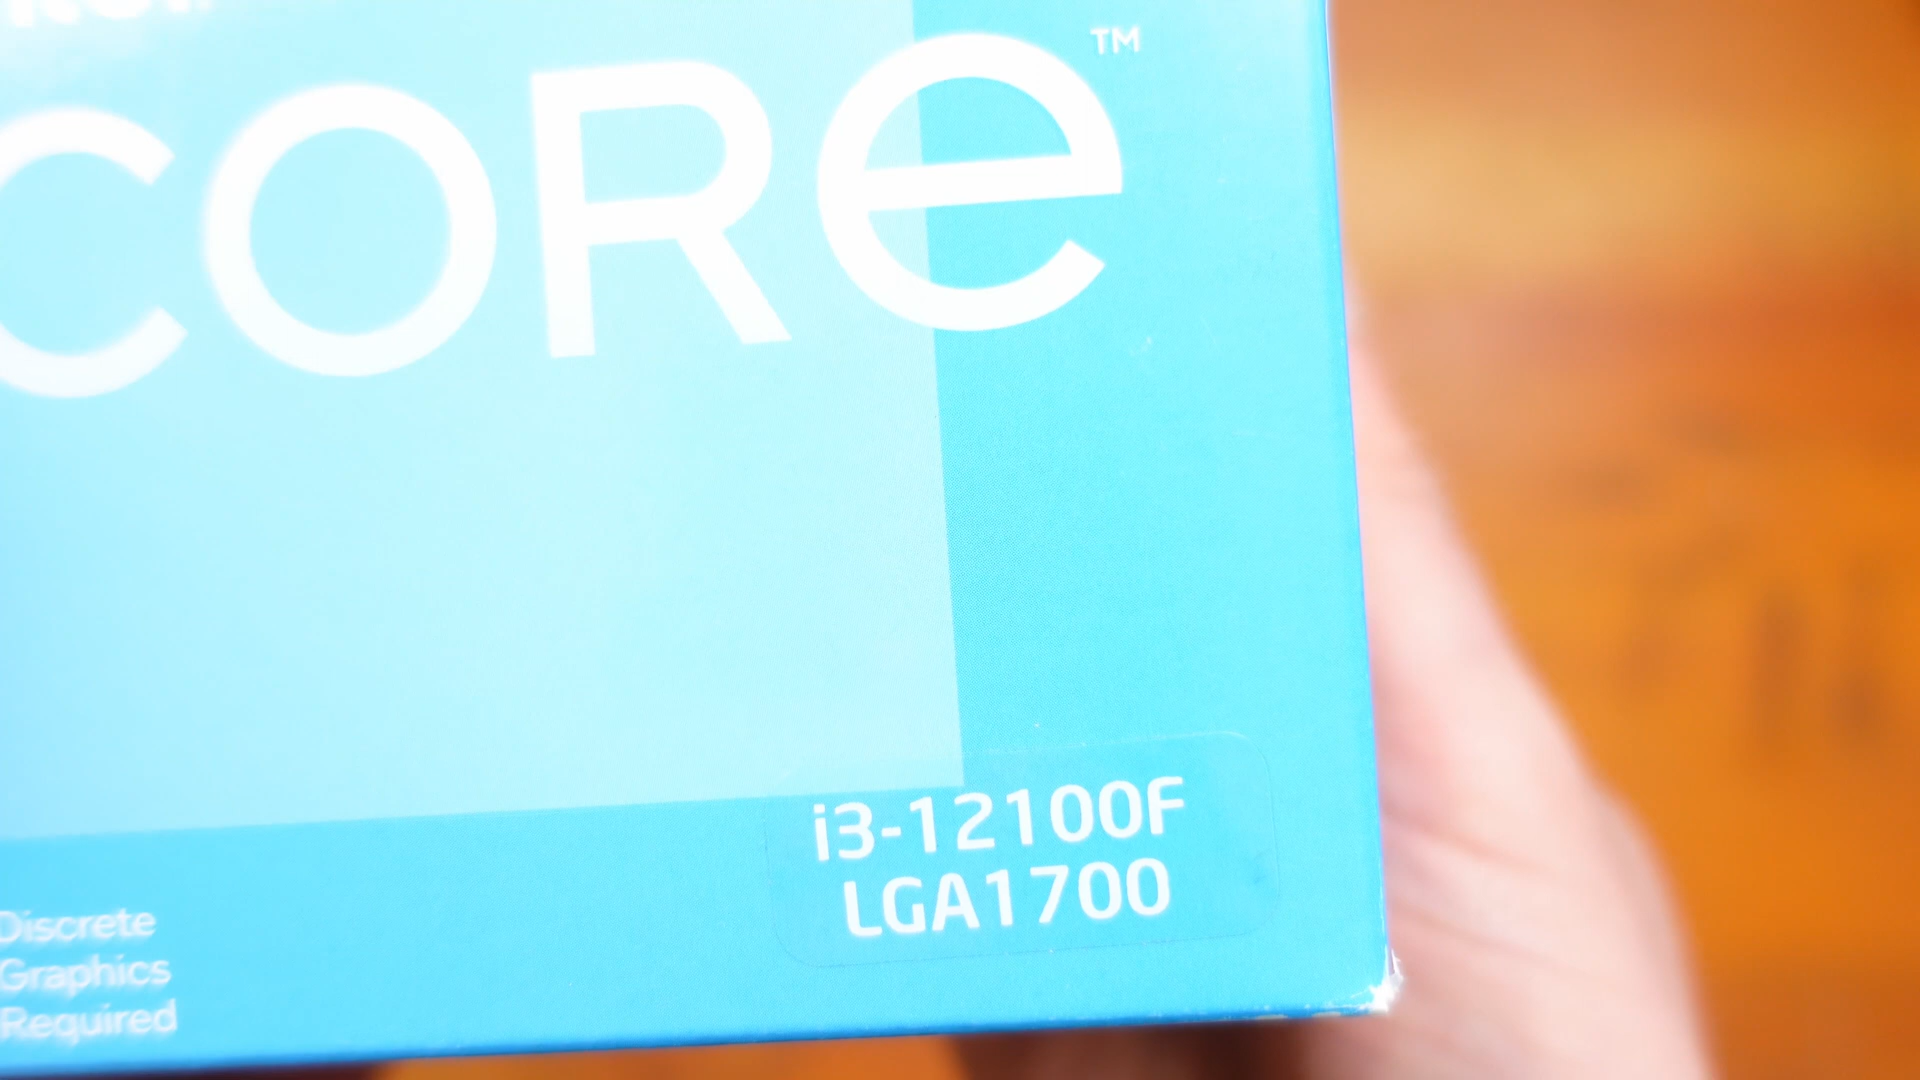 CORe™
i3-12100F
LGA1700
Discrete
Graphics
Required